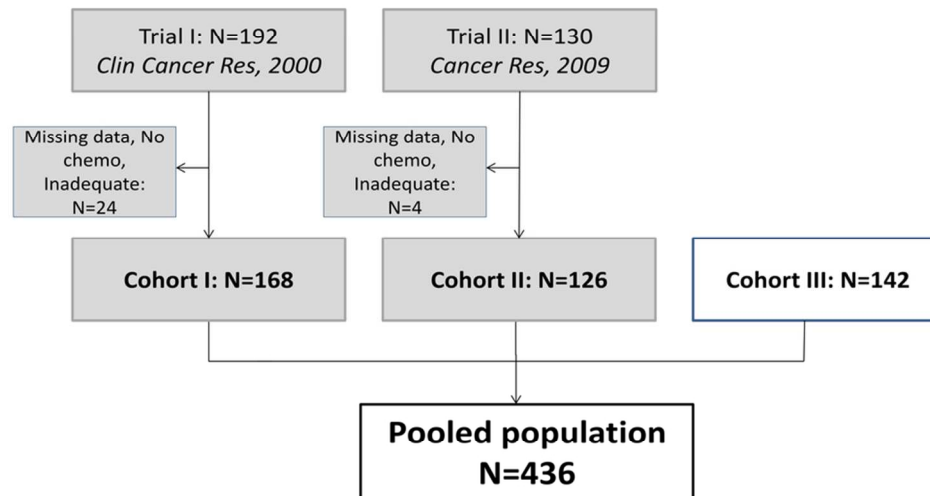 Trial I: N=192
Clin Cancer Res, 2000
Trial II: N=130
Cancer Res, 2009
Missing data, No
chemo,
Inadequate:
N=24
Missing data, No
chemo,
Inadequate:
N=4
Cohort I: N=168
Cohort II: N=126
Cohort III: N=142
Pooled population
N=436